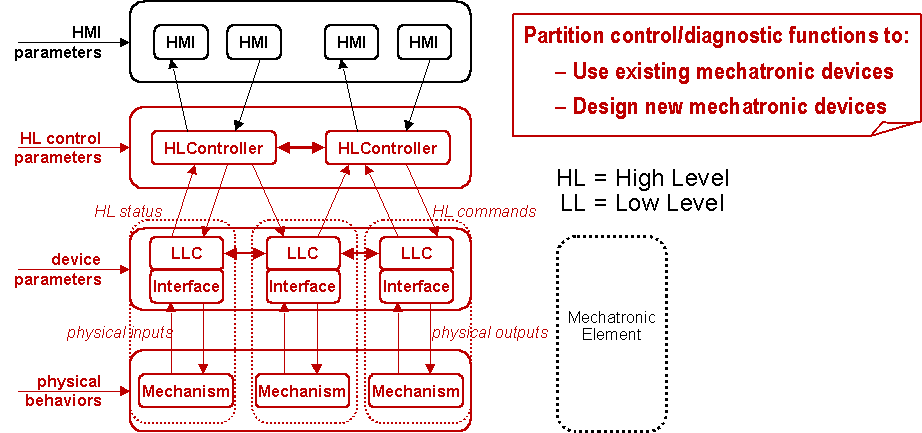 HMI parameters
HMI HMI HMI HMI
HL control parameters
HLController HLController
HL status HL commands
device parameters
LLC LLC LLC
Interface Interface Interface
physical inputs physical outputs
physical behaviors
Mechanism Mechanism Mechanism
Partition control/diagnostic functions to:
– Use existing mechatronic devices
– Design new mechatronic devices
HL = High Level
LL = Low Level
Mechatronic
Element